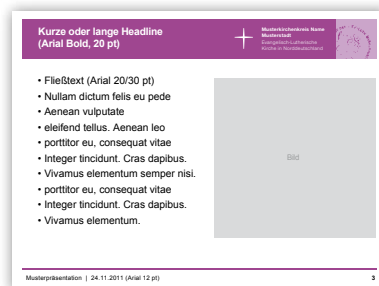 Kurze oder lange Headline
(Arial Bold, 20 pt)
Musterkirchenkreis Name
Musterstadt
Evangelisch-Lutherische
Kirche in Norddeutschland
• Fließtext (Arial 20/30 pt)
• Nullam dictum felis eu pede
• Aenean vulputate
• eleifend tellus. Aenean leo
• porttitor eu, consequat vitae
• Integer tincidunt. Cras dapibus.
• Vivamus elementum semper nisi.
• porttitor eu, consequat vitae
• Integer tincidunt. Cras dapibus.
• Vivamus elementum.
Bild
Musterpräsentation | 24.11.2011 (Arial 12 pt)
3